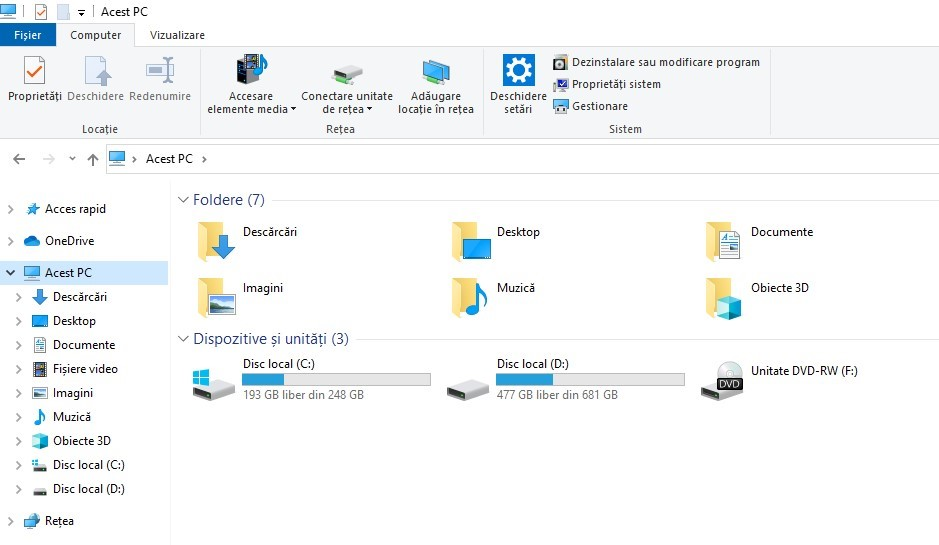 Acest PC
Fișier Computer Vizualizare
Proprietăți Deschidere Redenumire
Accesare elemente media
Conectare unitate de rețea
Adăugare locație în rețea
Deschidere setări
Dezinstalare sau modificare program
Proprietăți sistem
Gestionare
Locație Rețea Sistem
Acest PC
Acces rapid
OneDrive
Acest PC
Descărcări
Desktop
Documente
Fișiere video
Imagini
Muzică
Obiecte 3D
Disc local (C:)
Disc local (D:)
Rețea
Foldere (7)
Descărcări
Desktop
Documente
Imagini
Muzică
Obiecte 3D
Dispozitive și unități (3)
Disc local (C:)
193 GB liber din 248 GB
Disc local (D:)
477 GB liber din 681 GB
DVD
Unitate DVD-RW (F:)